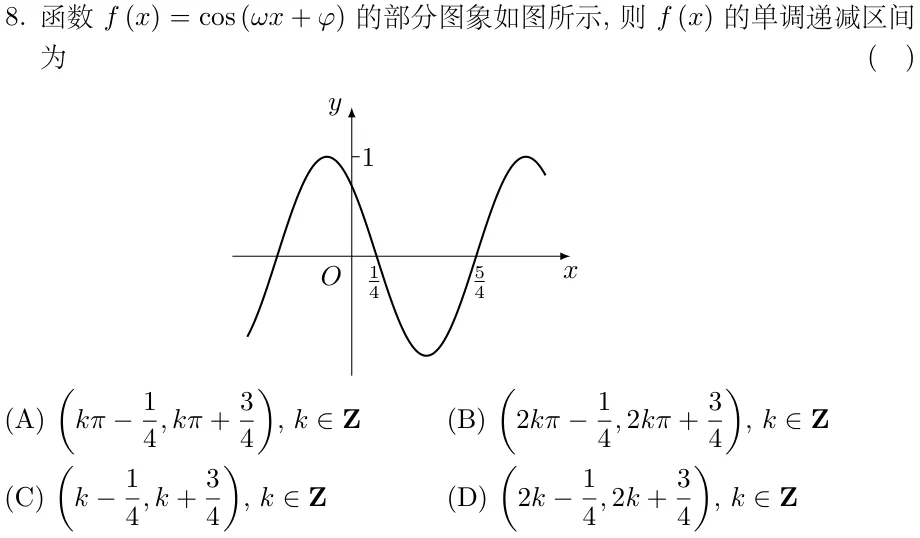 8. 函数 f (x) = cos (ωx + φ) 的部分图象如图所示, 则 f (x) 的单调递减区间
为 ( )
y
1
O 1/4 5/4 x
(A) (kπ − 1/4, kπ + 3/4), k ∈ Z (B) (2kπ − 1/4, 2kπ + 3/4), k ∈ Z
(C) (k − 1/4, k + 3/4), k ∈ Z (D) (2k − 1/4, 2k + 3/4), k ∈ Z